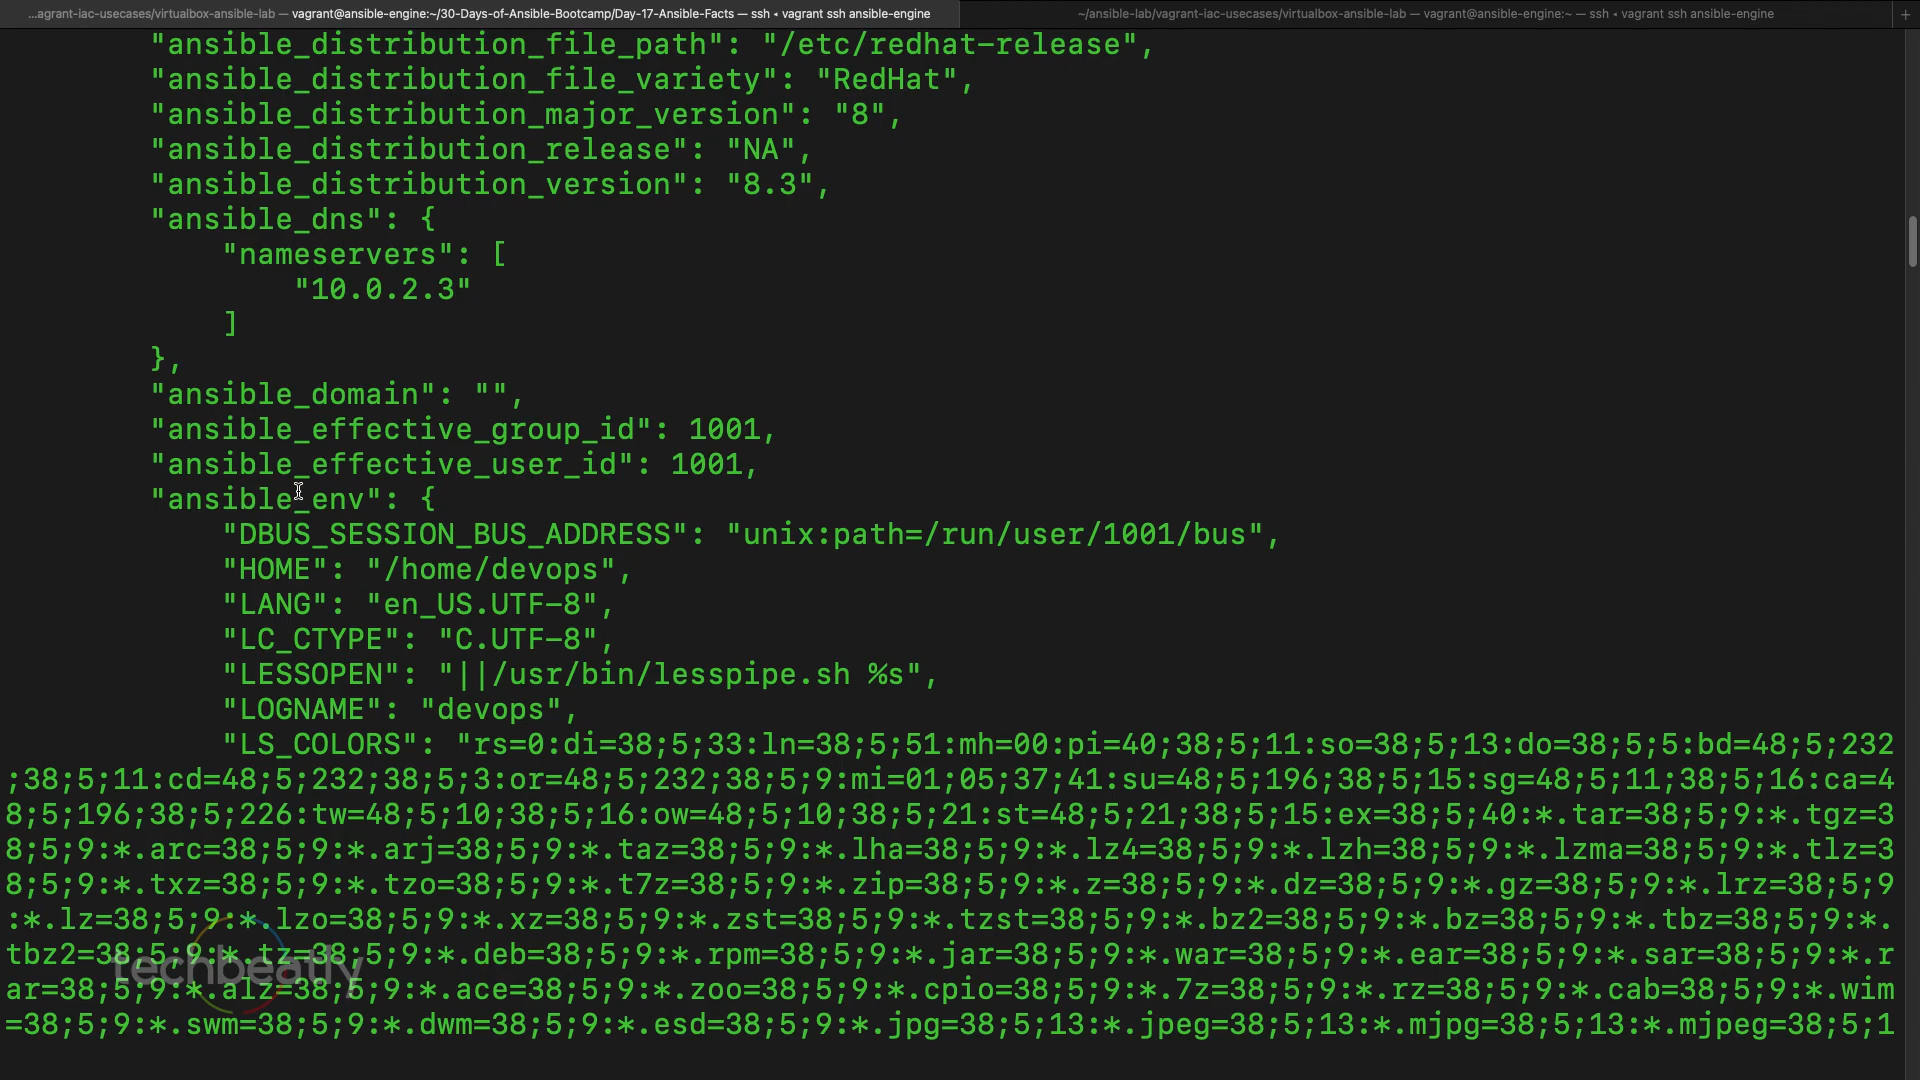 ...agrant-iac-usecases/virtualbox-ansible-lab — vagrant@ansible-engine:~/30-Days-of-Ansible-Bootcamp/Day-17-Ansible-Facts — ssh ◂ vagrant ssh ansible-engine
~/ansible-lab/vagrant-iac-usecases/virtualbox-ansible-lab — vagrant@ansible-engine:~ — ssh ◂ vagrant ssh ansible-engine
+
"ansible_distribution_file_path": "/etc/redhat-release",
"ansible_distribution_file_variety": "RedHat",
"ansible_distribution_major_version": "8",
"ansible_distribution_release": "NA",
"ansible_distribution_version": "8.3",
"ansible_dns": {
"nameservers": [
"10.0.2.3"
]
},
"ansible_domain": "",
"ansible_effective_group_id": 1001,
"ansible_effective_user_id": 1001,
"ansible_env": {
"DBUS_SESSION_BUS_ADDRESS": "unix:path=/run/user/1001/bus",
"HOME": "/home/devops",
"LANG": "en_US.UTF-8",
"LC_CTYPE": "C.UTF-8",
"LESSOPEN": "||/usr/bin/lesspipe.sh %s",
"LOGNAME": "devops",
"LS_COLORS": "rs=0:di=38;5;33:ln=38;5;51:mh=00:pi=40;38;5;11:so=38;5;13:do=38;5;5:bd=48;5;232
;38;5;11:cd=48;5;232;38;5;3:or=48;5;232;38;5;9:mi=01;05;37;41:su=48;5;196;38;5;15:sg=48;5;11;38;5;16:ca=4
8;5;196;38;5;226:tw=48;5;10;38;5;16:ow=48;5;10;38;5;21:st=48;5;21;38;5;15:ex=38;5;40:*.tar=38;5;9:*.tgz=3
8;5;9:*.arc=38;5;9:*.arj=38;5;9:*.taz=38;5;9:*.lha=38;5;9:*.lz4=38;5;9:*.lzh=38;5;9:*.lzma=38;5;9:*.tlz=3
8;5;9:*.txz=38;5;9:*.tzo=38;5;9:*.t7z=38;5;9:*.zip=38;5;9:*.z=38;5;9:*.dz=38;5;9:*.gz=38;5;9:*.lrz=38;5;9
:*.lz=38;5;9:*.lzo=38;5;9:*.xz=38;5;9:*.zst=38;5;9:*.tzst=38;5;9:*.bz2=38;5;9:*.bz=38;5;9:*.tbz=38;5;9:*.
tbz2=38;5;9:*.tz=38;5;9:*.deb=38;5;9:*.rpm=38;5;9:*.jar=38;5;9:*.war=38;5;9:*.ear=38;5;9:*.sar=38;5;9:*.r
ar=38;5;9:*.alz=38;5;9:*.ace=38;5;9:*.zoo=38;5;9:*.cpio=38;5;9:*.7z=38;5;9:*.rz=38;5;9:*.cab=38;5;9:*.wim
=38;5;9:*.swm=38;5;9:*.dwm=38;5;9:*.esd=38;5;9:*.jpg=38;5;13:*.jpeg=38;5;13:*.mjpg=38;5;13:*.mjpeg=38;5;1
techbeatly